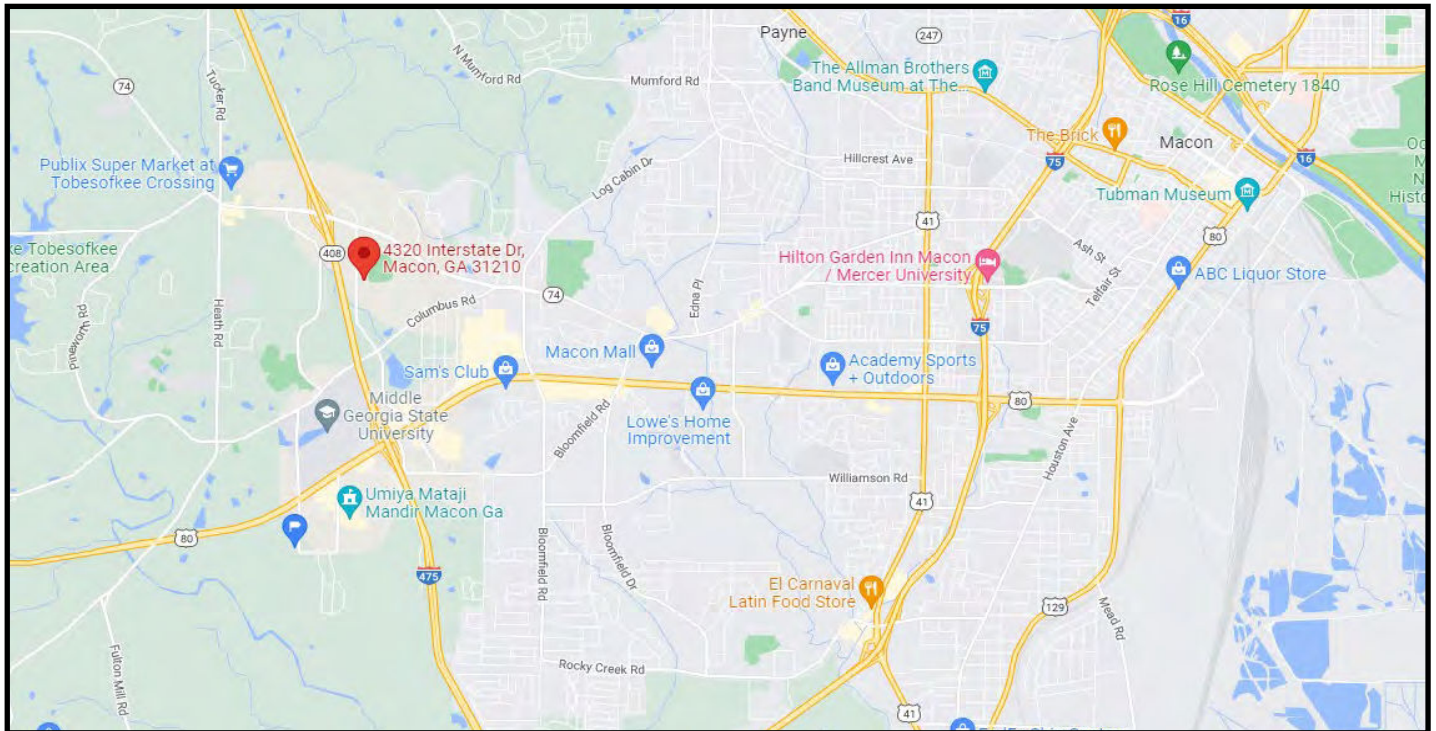 Payne
247
16
N Mumford Rd
Mumford Rd
The Allman Brothers
Band Museum at The...
Rose Hill Cemetery 1840
74
Tucker Rd
The Brick
Macon
Hillcrest Ave
75
16
Publix Super Market at
Tobesofkee Crossing
Log Cabin Dr
Tubman Museum
41
80
408
4320 Interstate Dr,
Macon, GA 31210
Tobesofkee
creation Area
Ash St
Hilton Garden Inn Macon
/ Mercer University
Telfair St
ABC Liquor Store
Columbus Rd
74
Edna Pl
Heath Rd
Pineworth Rd
75
Macon Mall
Sam's Club
Academy Sports
+ Outdoors
Middle
Georgia State
University
80
Lowe's Home
Improvement
Bloomfield Rd
Houston Ave
Williamson Rd
41
Umiya Mataji
Mandir Macon Ga
80
475
Bloomfield Rd
Bloomfield Dr
El Carnaval
Latin Food Store
129
Mead Rd
Fulton Mill Rd
Rocky Creek Rd
41